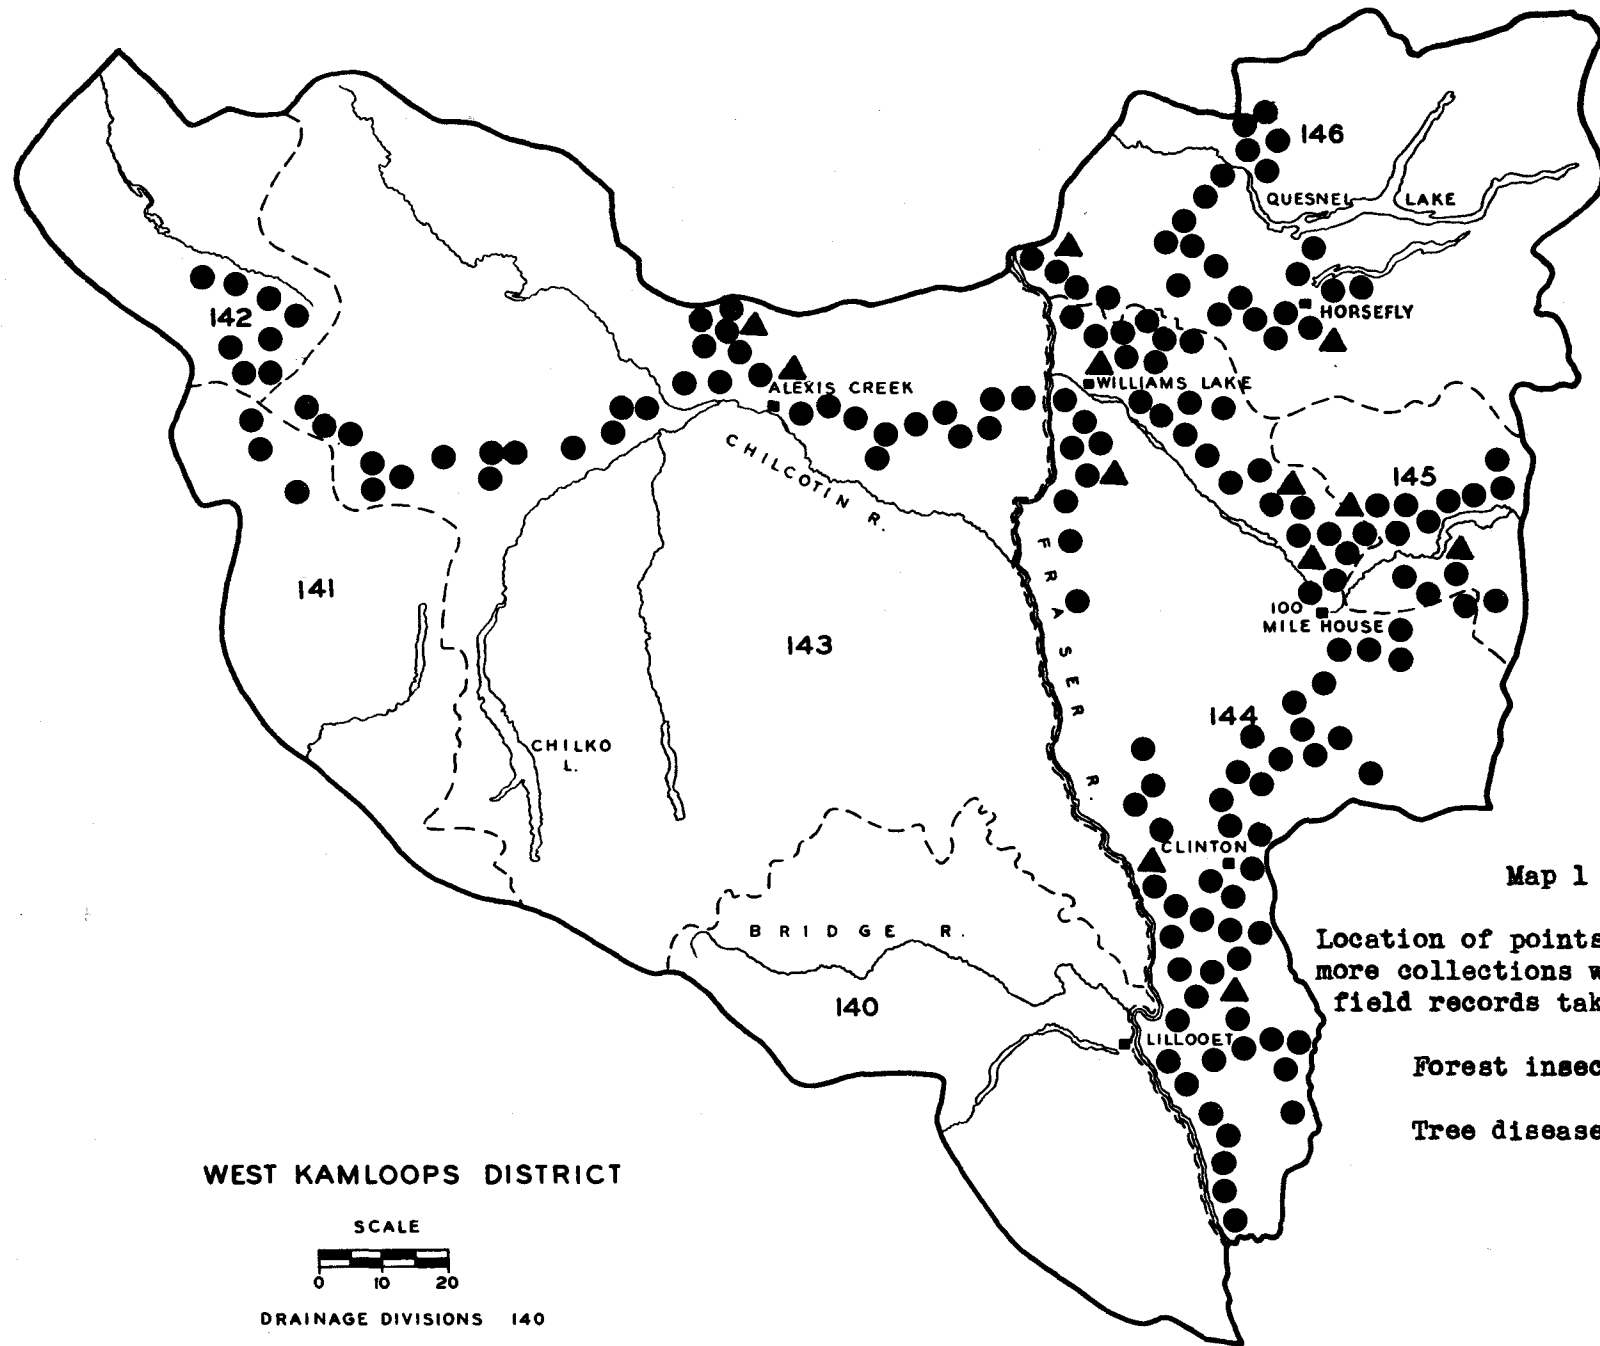 146
QUESNEL LAKE
HORSEFLY
142
WILLIAMS LAKE
ALEXIS CREEK
CHILCOTIN R.
145
141
FRASER R.
100
MILE HOUSE
143
144
CHILKO
L.
CLINTON
Map 1
BRIDGE R.
Location of points
more collections w
field records tak
140
LILLOOET
Forest insec
Tree disease
WEST KAMLOOPS DISTRICT
SCALE
0 10 20
DRAINAGE DIVISIONS 140